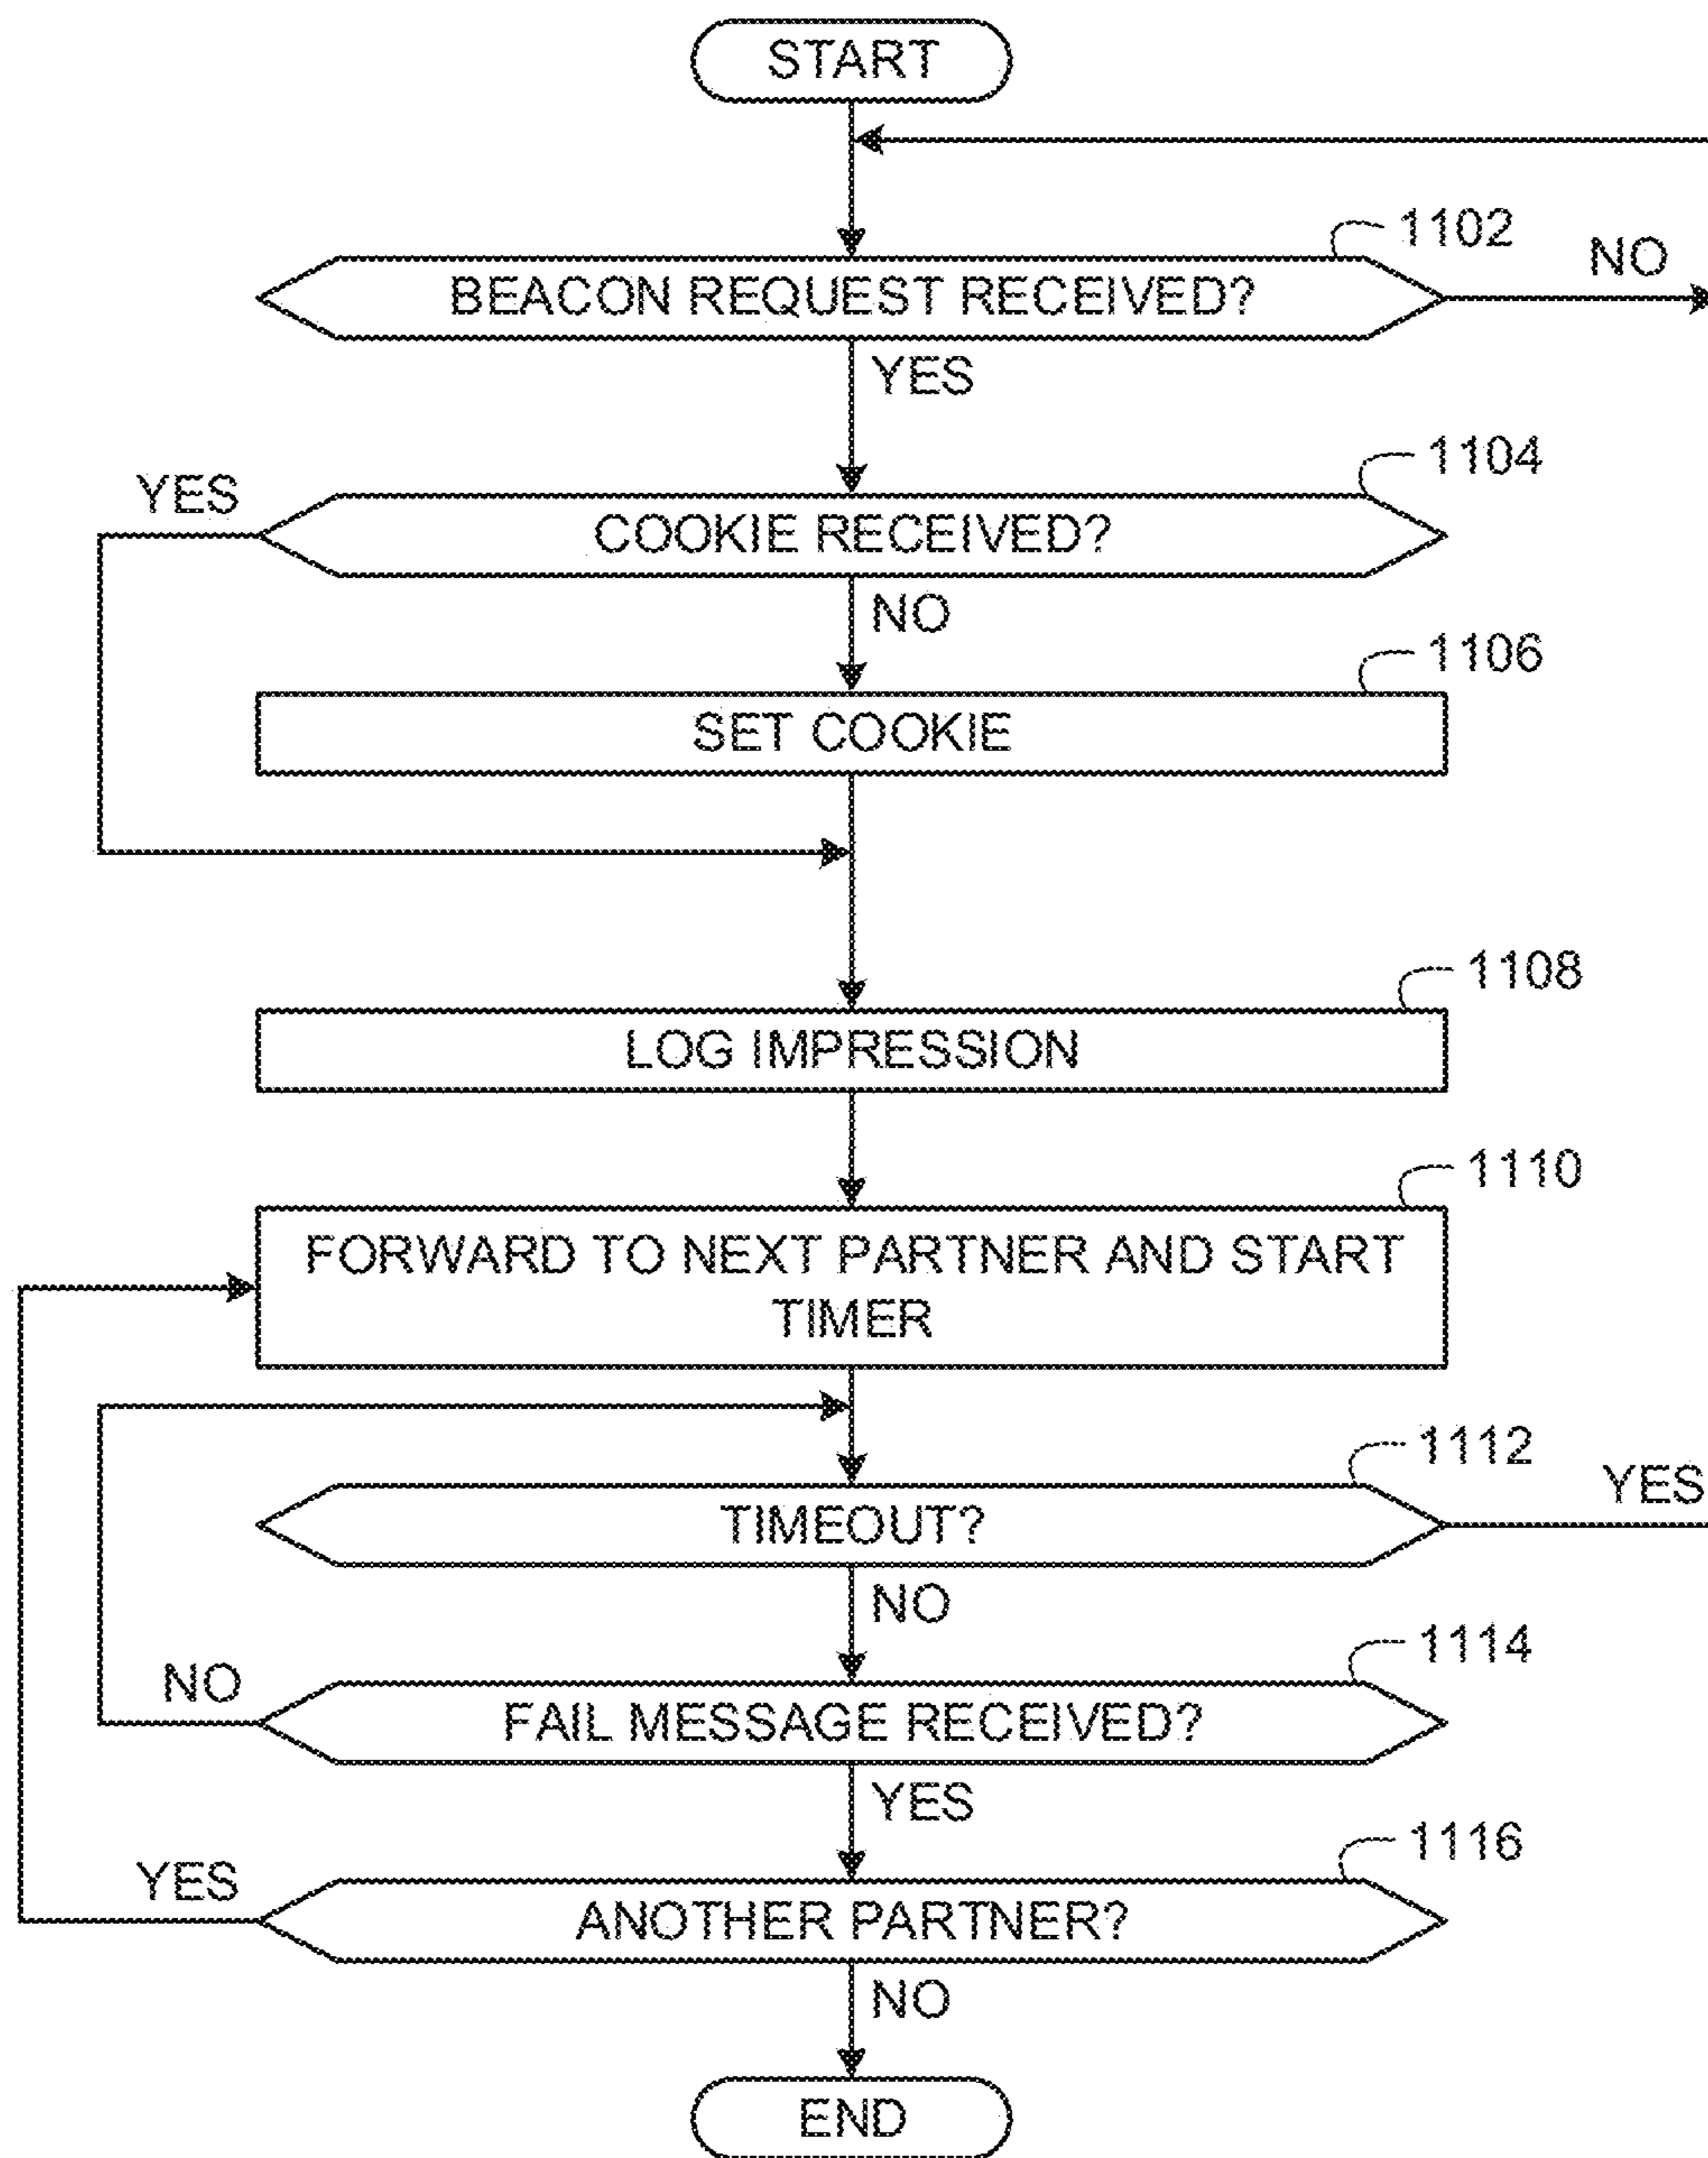 START
1102
NO
BEACON REQUEST RECEIVED?
YES
1104
YES
COOKIE RECEIVED?
NO
1106
SET COOKIE
1108
LOG IMPRESSION
1110
FORWARD TO NEXT PARTNER AND START
TIMER
1112
YES
TIMEOUT?
NO
1114
NO
FAIL MESSAGE RECEIVED?
YES
1116
YES
ANOTHER PARTNER?
NO
END